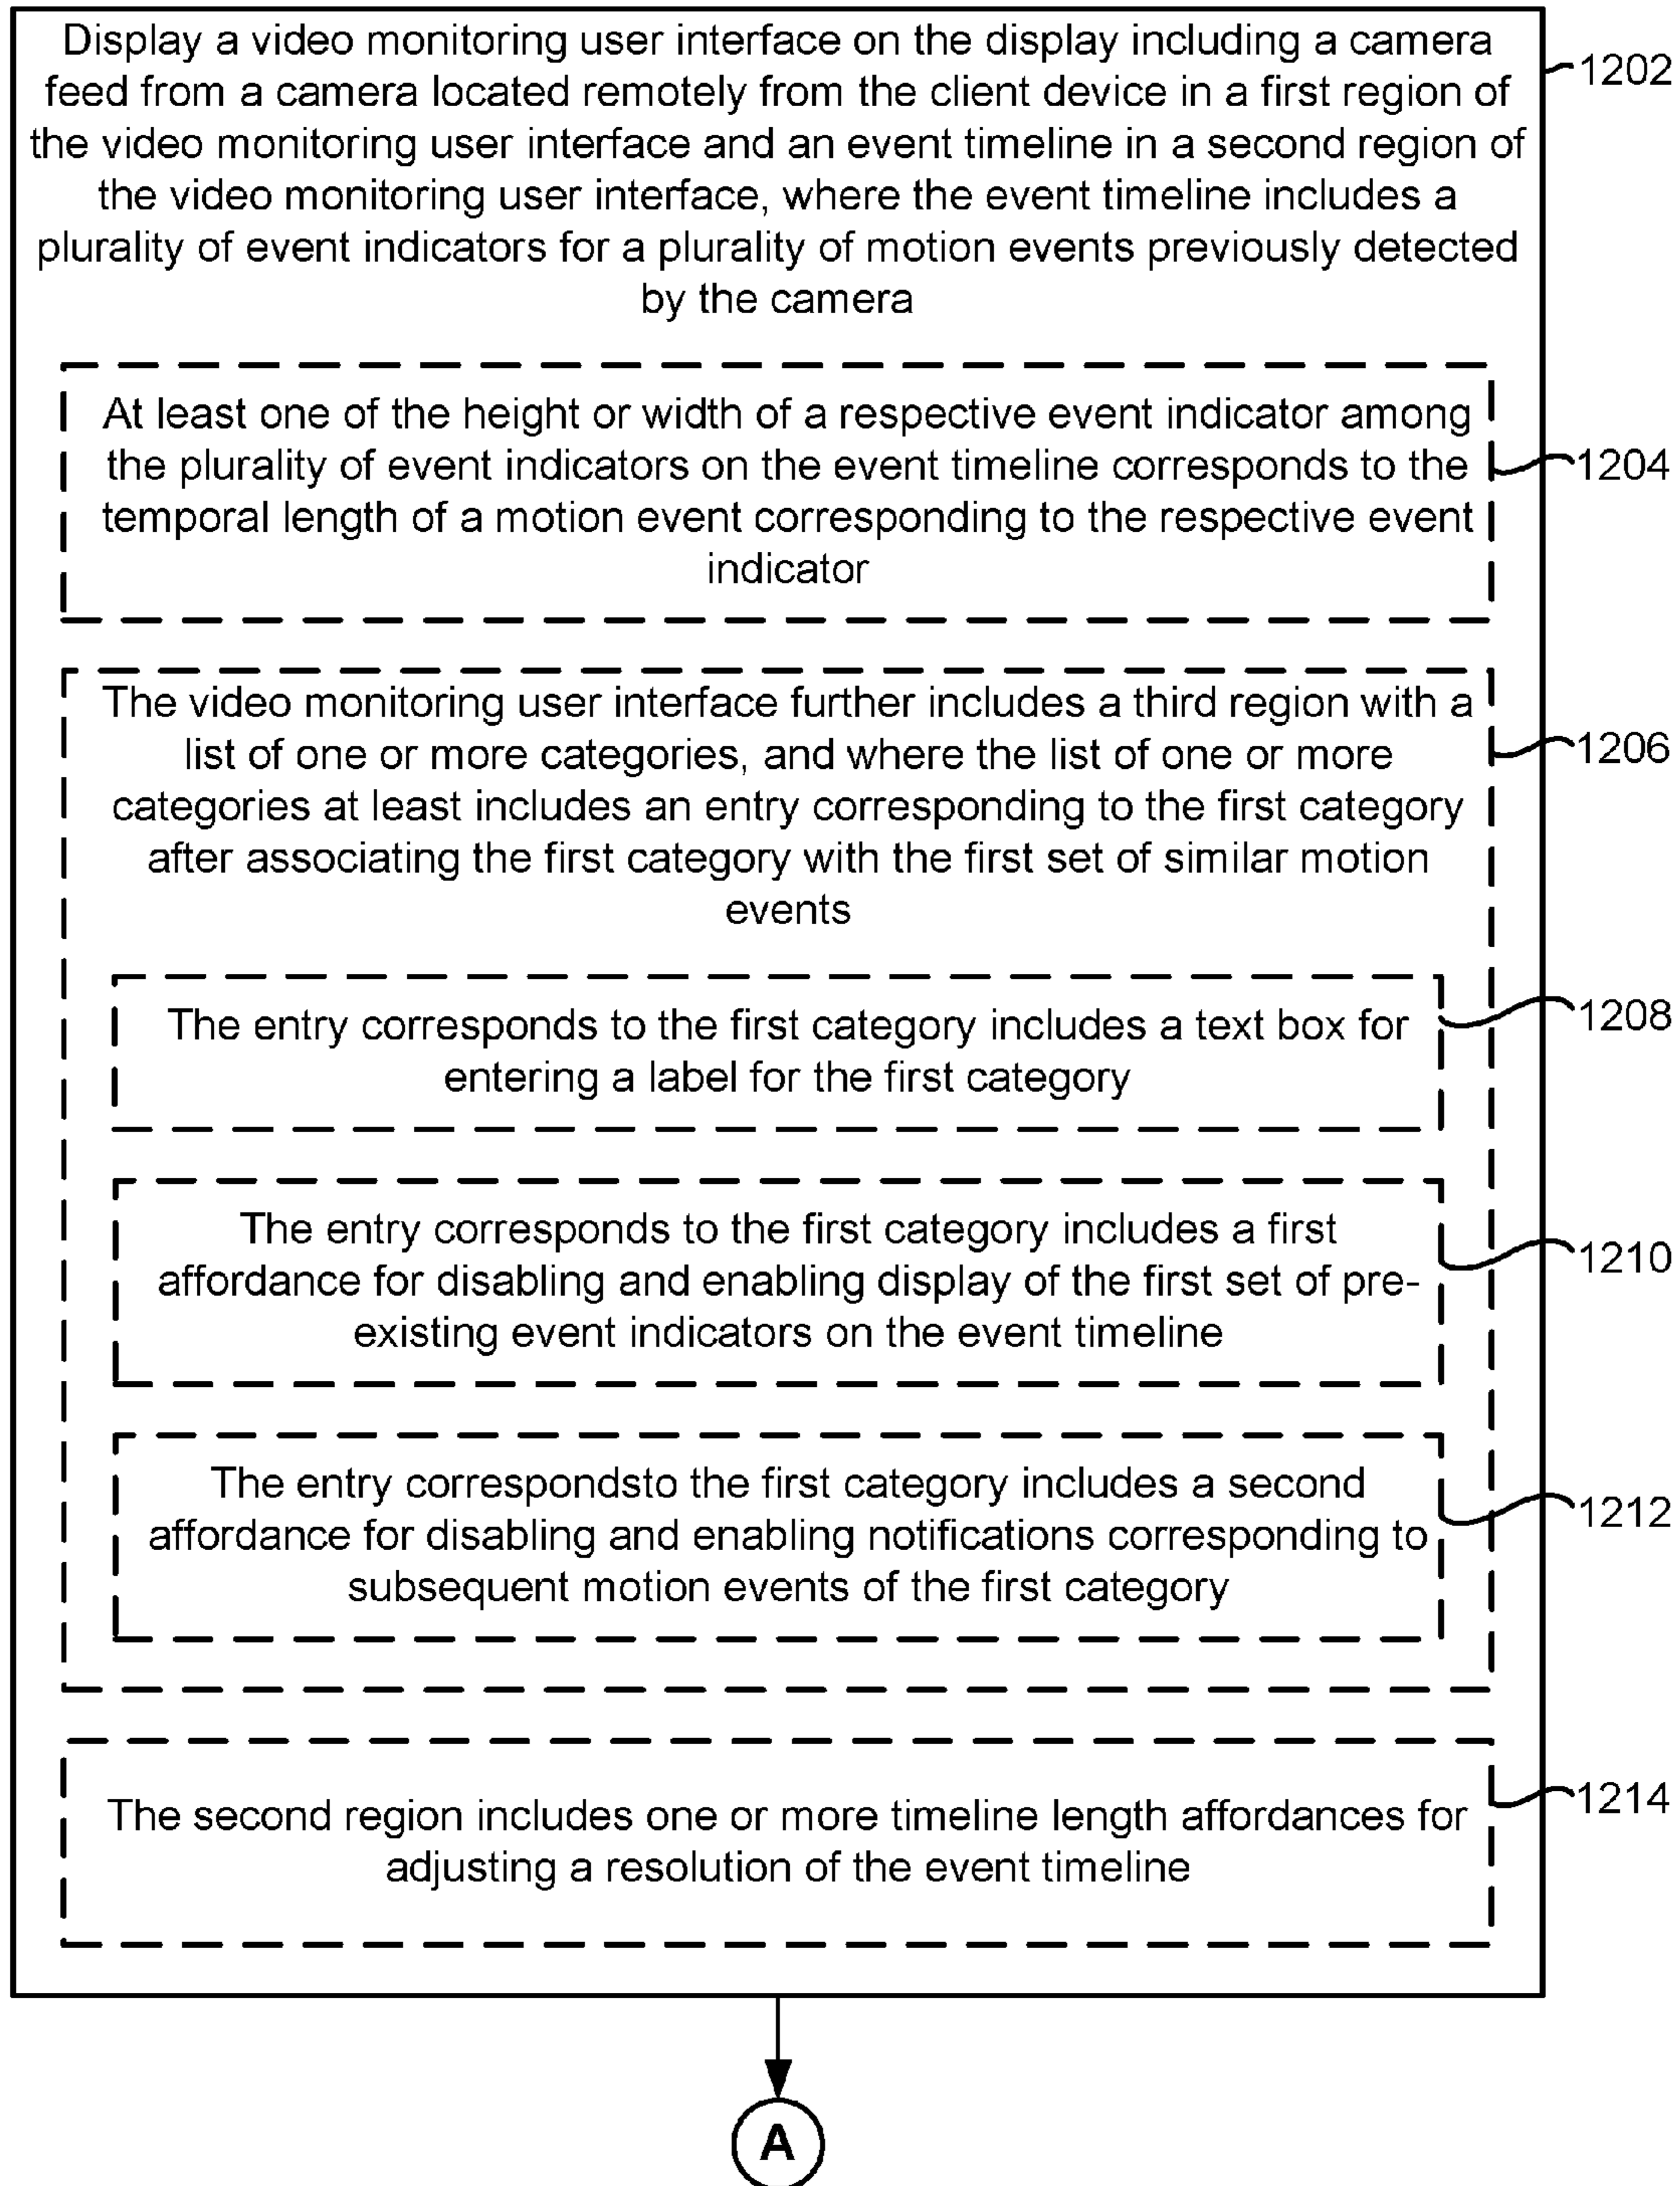 Display a video monitoring user interface on the display including a camera
feed from a camera located remotely from the client device in a first region of
the video monitoring user interface and an event timeline in a second region of
the video monitoring user interface, where the event timeline includes a
plurality of event indicators for a plurality of motion events previously detected
by the camera
1202
At least one of the height or width of a respective event indicator among
the plurality of event indicators on the event timeline corresponds to the
temporal length of a motion event corresponding to the respective event
indicator
1204
The video monitoring user interface further includes a third region with a
list of one or more categories, and where the list of one or more
categories at least includes an entry corresponding to the first category
after associating the first category with the first set of similar motion
events
1206
The entry corresponds to the first category includes a text box for
entering a label for the first category
1208
The entry corresponds to the first category includes a first
affordance for disabling and enabling display of the first set of pre-
existing event indicators on the event timeline
1210
The entry correspondsto the first category includes a second
affordance for disabling and enabling notifications corresponding to
subsequent motion events of the first category
1212
The second region includes one or more timeline length affordances for
adjusting a resolution of the event timeline
1214
A